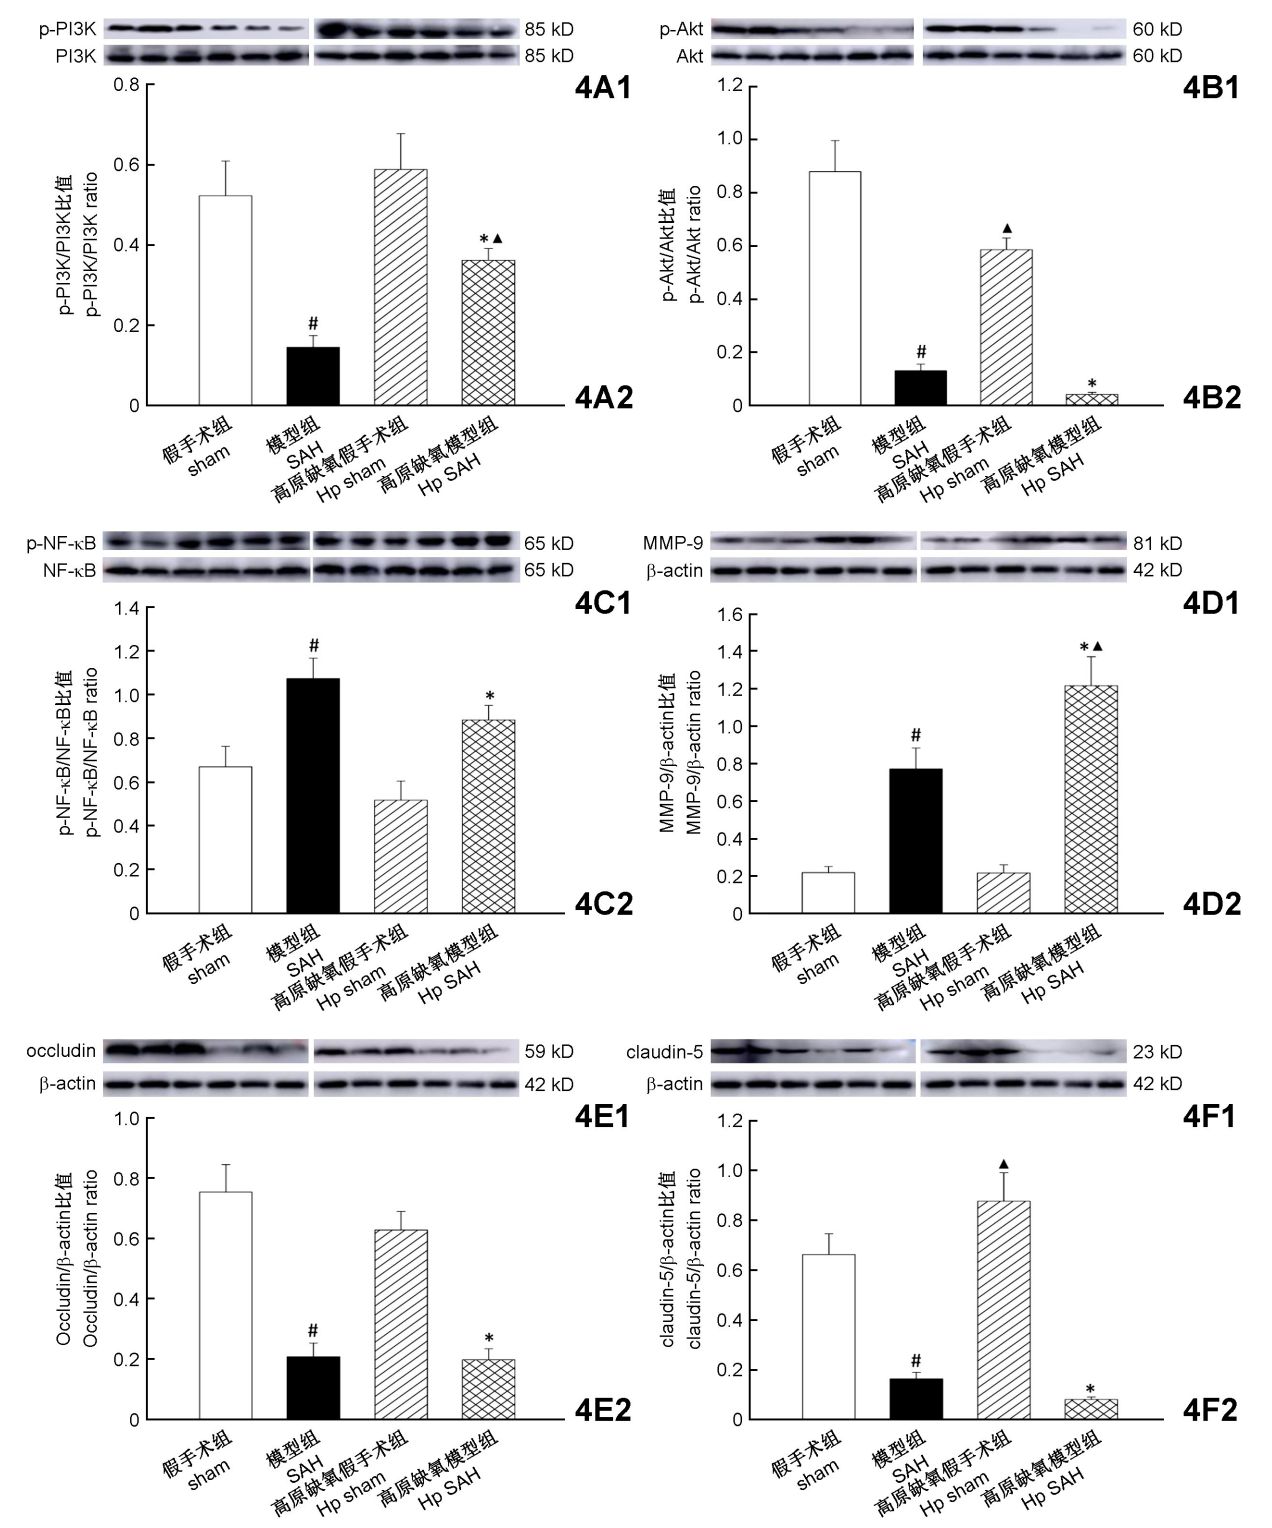 p-PI3K 85 kD
PI3K 85 kD
4A1
0.8
0.6
0.4
0.2
0
p-PI3K/PI3K比值
p-PI3K/PI3K ratio
#
*▲
4A2
假手术组
sham
模型组
SAH
高原缺氧假手术组
Hp sham
高原缺氧模型组
Hp SAH
p-Akt 60 kD
Akt 60 kD
4B1
1.2
1.0
0.8
0.6
0.4
0.2
0
p-Akt/Akt比值
p-Akt/Akt ratio
#
▲
*
4B2
假手术组
sham
模型组
SAH
高原缺氧假手术组
Hp sham
高原缺氧模型组
Hp SAH
p-NF-κB 65 kD
NF-κB 65 kD
4C1
1.4
1.2
1.0
0.8
0.6
0.4
0.2
0
p-NF-κB/NF-κB比值
p-NF-κB/NF-κB ratio
#
*
4C2
假手术组
sham
模型组
SAH
高原缺氧假手术组
Hp sham
高原缺氧模型组
Hp SAH
MMP-9 81 kD
β-actin 42 kD
4D1
1.6
1.4
1.2
1.0
0.8
0.6
0.4
0.2
0
MMP-9/β-actin比值
MMP-9/β-actin ratio
#
*▲
4D2
假手术组
sham
模型组
SAH
高原缺氧假手术组
Hp sham
高原缺氧模型组
Hp SAH
occludin 59 kD
β-actin 42 kD
4E1
1.0
0.8
0.6
0.4
0.2
0
Occludin/β-actin比值
Occludin/β-actin ratio
#
*
4E2
假手术组
sham
模型组
SAH
高原缺氧假手术组
Hp sham
高原缺氧模型组
Hp SAH
claudin-5 23 kD
β-actin 42 kD
4F1
1.2
1.0
0.8
0.6
0.4
0.2
0
claudin-5/β-actin比值
claudin-5/β-actin ratio
#
▲
*
4F2
假手术组
sham
模型组
SAH
高原缺氧假手术组
Hp sham
高原缺氧模型组
Hp SAH